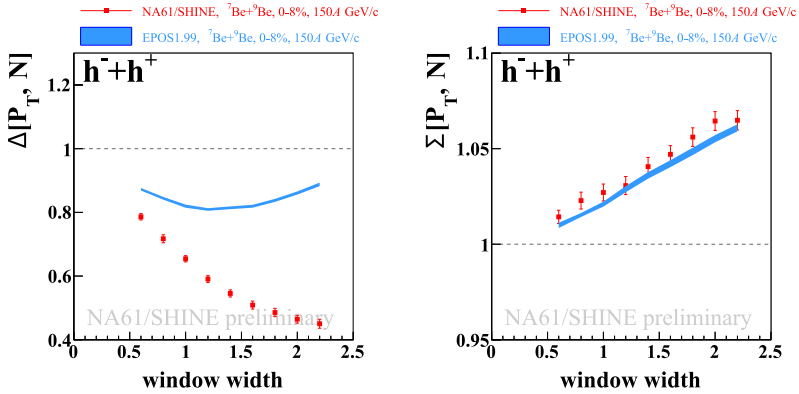 NA61/SHINE, ⁷Be+⁹Be, 0-8%, 150A GeV/c
EPOS1.99, ⁷Be+⁹Be, 0-8%, 150A GeV/c
h⁻+h⁺
Δ[P_T, N]
1.2
1
0.8
0.6
0.4
NA61/SHINE preliminary
0 0.5 1 1.5 2 2.5
window width
NA61/SHINE, ⁷Be+⁹Be, 0-8%, 150A GeV/c
EPOS1.99, ⁷Be+⁹Be, 0-8%, 150A GeV/c
h⁻+h⁺
Σ[P_T, N]
1.1
1.05
1
0.95
NA61/SHINE preliminary
0 0.5 1 1.5 2 2.5
window width